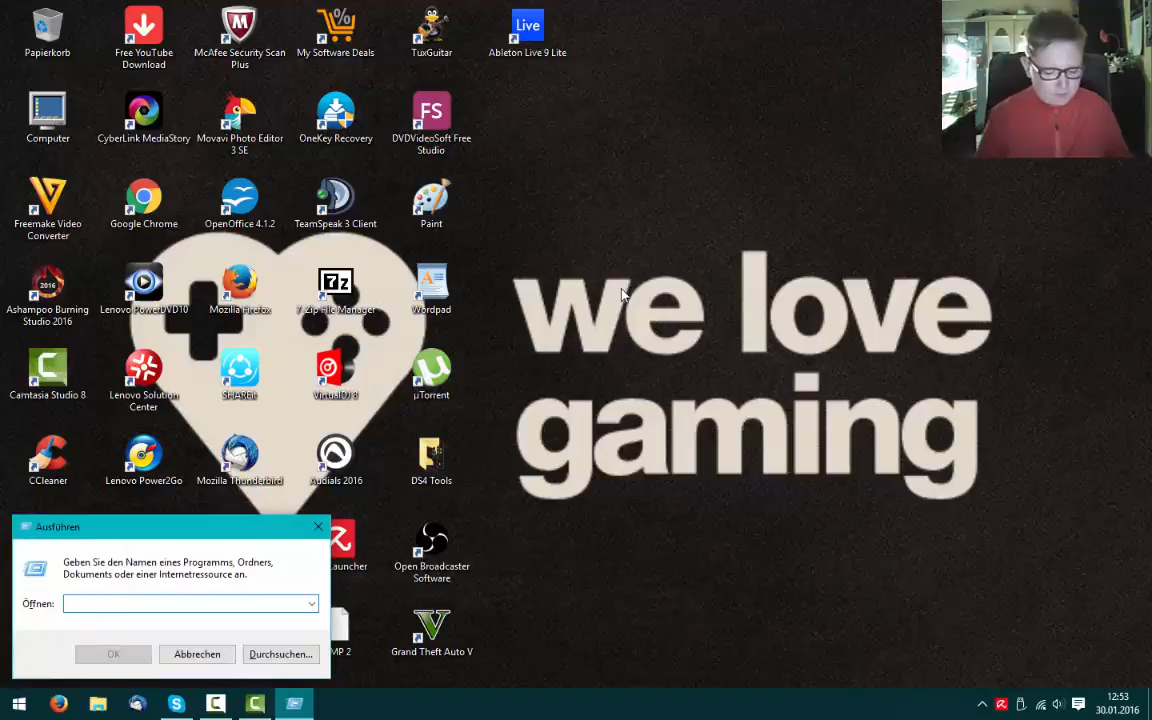 Papierkorb
Free YouTube
Download
McAfee Security Scan
Plus
%
My Software Deals
TuxGuitar
Live
Ableton Live 9 Lite
Computer
CyberLink MediaStory
Movavi Photo Editor
3 SE
OneKey Recovery
FS
DVDVideoSoft Free
Studio
Freemake Video
Converter
Google Chrome
OpenOffice 4.1.2
TeamSpeak 3 Client
Paint
2016
Ashampoo Burning
Studio 2016
Lenovo PowerDVD10
Mozilla Firefox
7z
7-Zip File Manager
Wordpad
Camtasia Studio 8
Lenovo Solution
Center
SHAREit
VirtualDJ 8
µTorrent
CCleaner
Lenovo Power2Go
Mozilla Thunderbird
Audials 2016
DS4 Tools
we love
gaming
Ausführen
Geben Sie den Namen eines Programms, Ordners,
Dokuments oder einer Internetressource an.
Öffnen:
OK
Abbrechen
Durchsuchen...
Launcher
Open Broadcaster
Software
MP 2
Grand Theft Auto V
12:53
30.01.2016